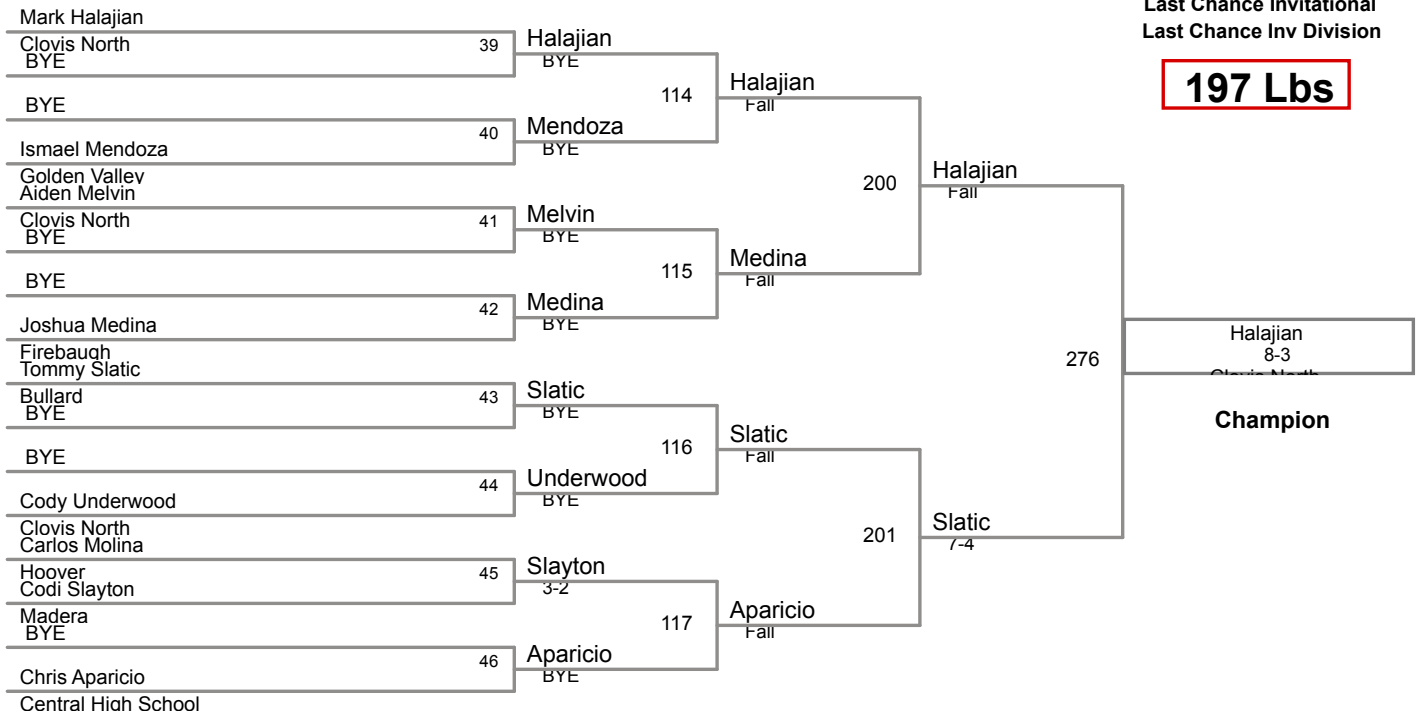 Last Chance Invitational
Last Chance Inv Division
197 Lbs
Mark Halajian
Clovis North
BYE
39
BYE
Ismael Mendoza
Golden Valley
40
Aiden Melvin
Clovis North
BYE
41
BYE
Joshua Medina
Firebaugh
42
Tommy Slatic
Bullard
BYE
43
BYE
Cody Underwood
Clovis North
44
Carlos Molina
Hoover
Codi Slayton
Madera
45
BYE
Chris Aparicio
Central High School
46
Halajian
BYE
114
Mendoza
BYE
Melvin
BYE
115
Medina
BYE
Slatic
BYE
116
Underwood
BYE
Slayton
3-2
117
Aparicio
BYE
Halajian
Fall
200
Medina
Fall
Slatic
Fall
201
Aparicio
Fall
Halajian
Fall
276
Slatic
7-4
Halajian
8-3
Clovis North
Champion